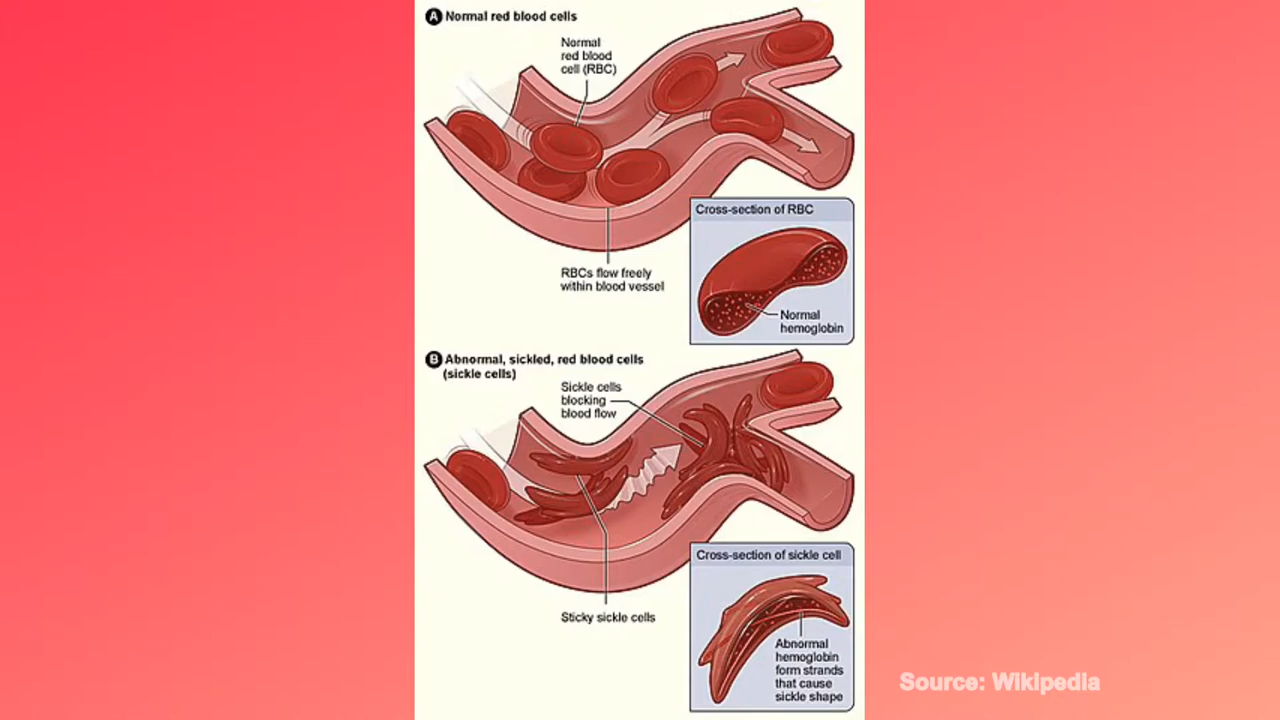 A Normal red blood cells
Normal
red blood
cell (RBC)
Cross-section of RBC
RBCs flow freely
within blood vessel
Normal
hemoglobin
B Abnormal, sickled, red blood cells
(sickle cells)
Sickle cells
blocking
blood flow
Cross-section of sickle cell
Sticky sickle cells
Abnormal
hemoglobin
form strands
that cause
sickle shape
Source: Wikipedia